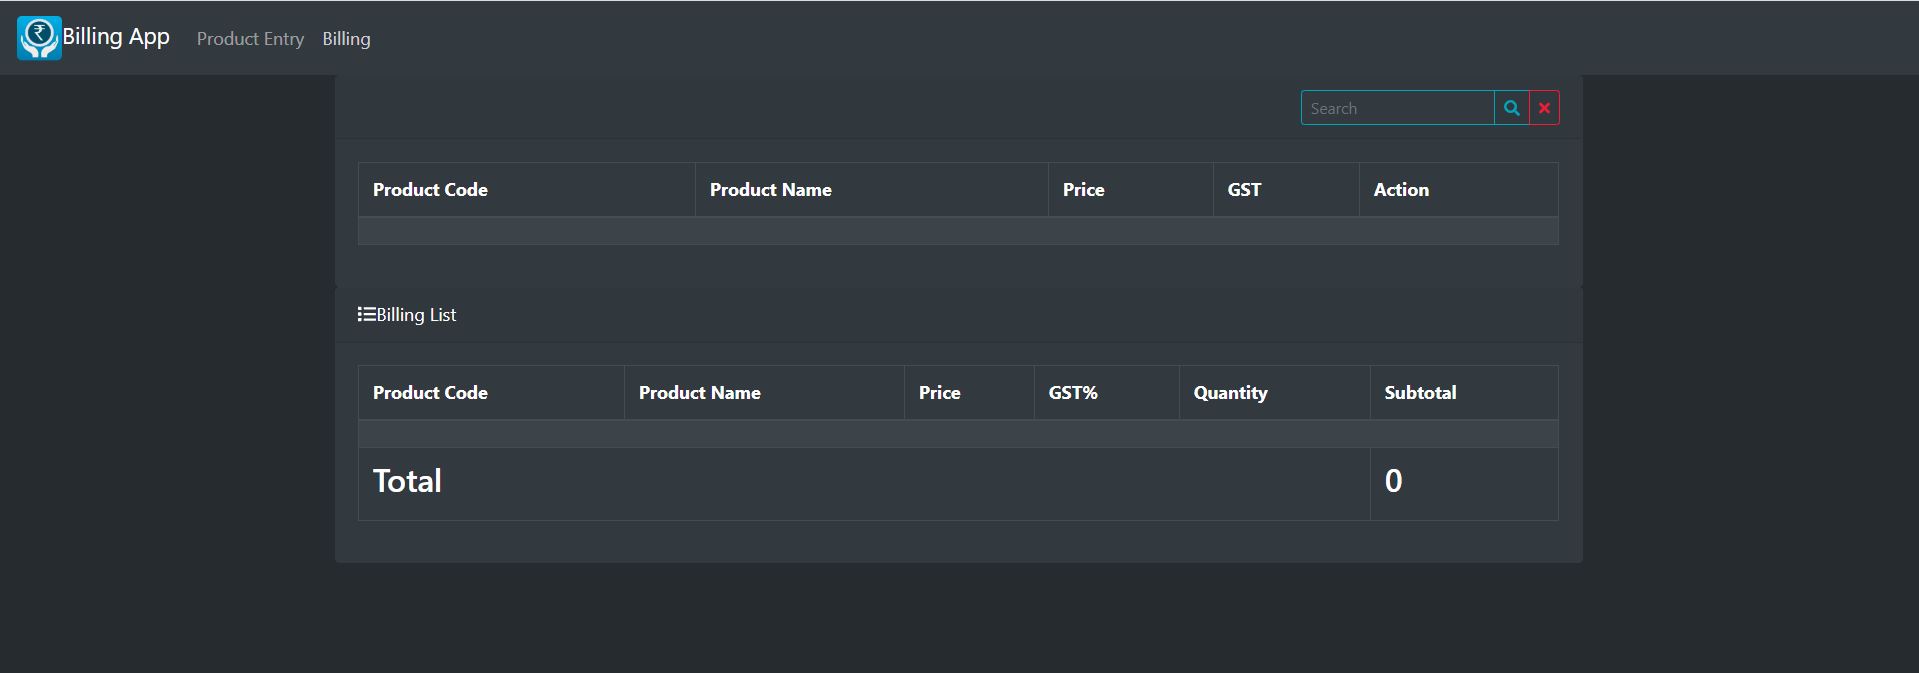 ₹
Billing App Product Entry Billing
Search
Product Code Product Name Price GST Action
Billing List
Product Code Product Name Price GST% Quantity Subtotal
Total 0